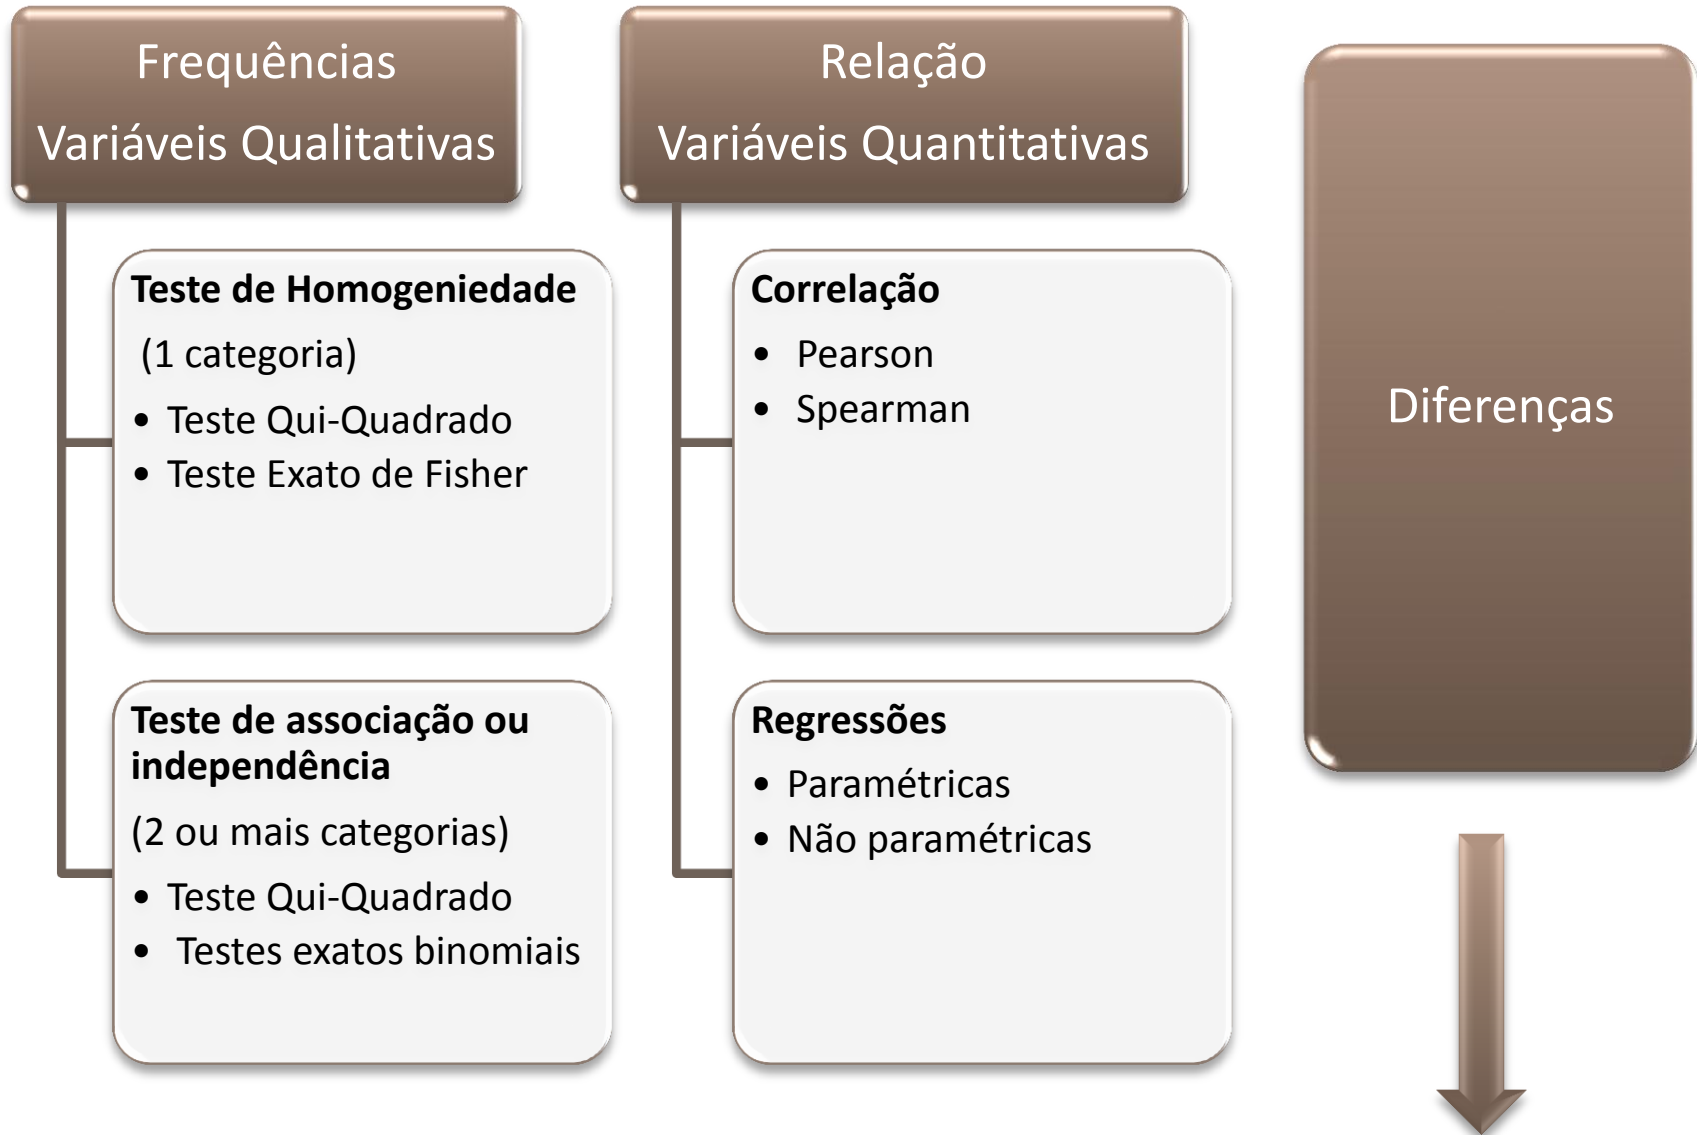 Frequências
Variáveis Qualitativas
Teste de Homogeniedade
(1 categoria)
• Teste Qui-Quadrado
• Teste Exato de Fisher
Teste de associação ou
independência
(2 ou mais categorias)
• Teste Qui-Quadrado
• Testes exatos binomiais
Relação
Variáveis Quantitativas
Correlação
• Pearson
• Spearman
Regressões
• Paramétricas
• Não paramétricas
Diferenças